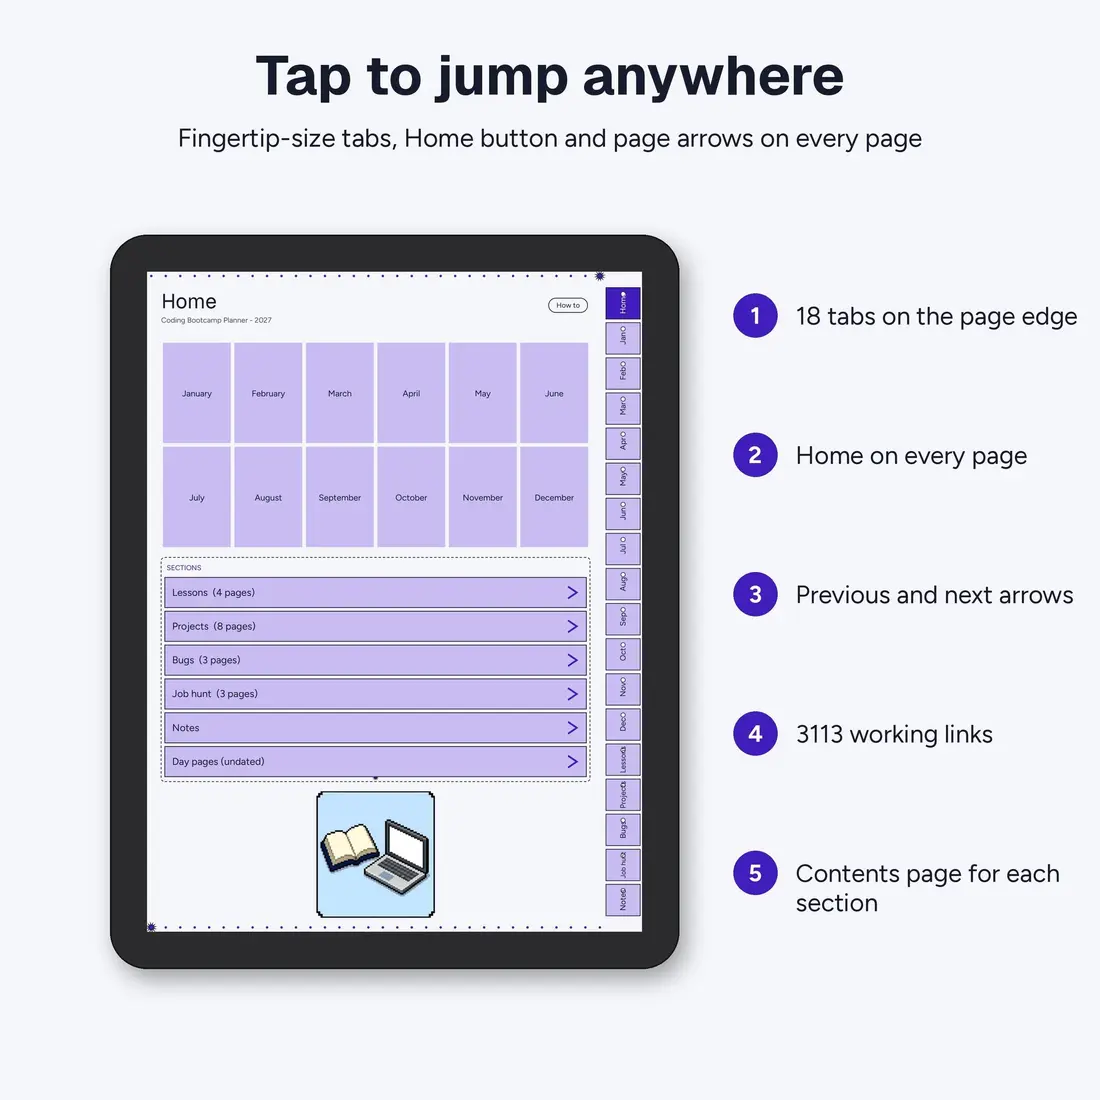 Tap to jump anywhere
Fingertip-size tabs, Home button and page arrows on every page
Home
Coding Bootcamp Planner - 2027
How to
January
February
March
April
May
June
July
August
September
October
November
December
SECTIONS
Lessons (4 pages)
Projects (8 pages)
Bugs (3 pages)
Job hunt (3 pages)
Notes
Day pages (undated)
Home
Jan
Feb
Mar
Apr
May
Jun
Jul
Aug
Sep
Oct
Nov
Dec
Lessons
Projects
Bugs
Job hunt
Notes
1
18 tabs on the page edge
2
Home on every page
3
Previous and next arrows
4
3113 working links
5
Contents page for each
section